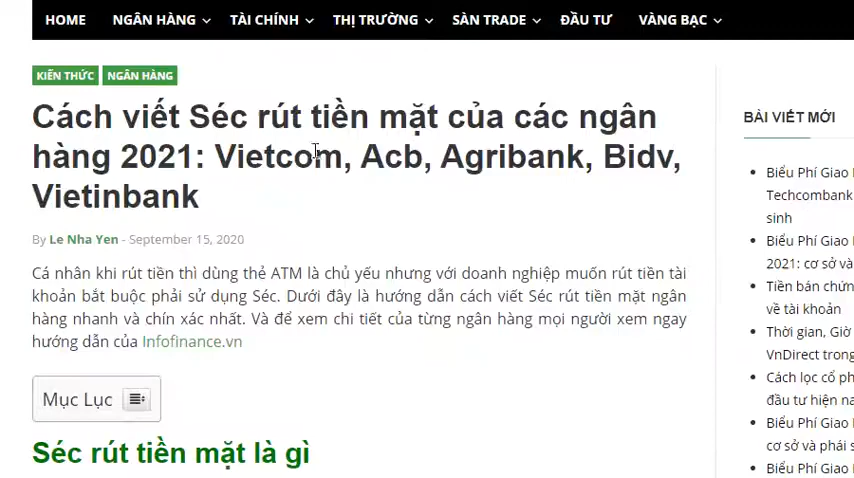 HOME NGÂN HÀNG TÀI CHÍNH THỊ TRƯỜNG SÀN TRADE ĐẦU TƯ VÀNG BẠC
KIẾN THỨC NGÂN HÀNG
Cách viết Séc rút tiền mặt của các ngân
hàng 2021: Vietcom, Acb, Agribank, Bidv,
Vietinbank
By Le Nha Yen - September 15, 2020
Cá nhân khi rút tiền thì dùng thẻ ATM là chủ yếu nhưng với doanh nghiệp muốn rút tiền tài
khoản bắt buộc phải sử dụng Séc. Dưới đây là hướng dẫn cách viết Séc rút tiền mặt ngân
hàng nhanh và chín xác nhất. Và để xem chi tiết của từng ngân hàng mọi người xem ngay
hướng dẫn của Infofinance.vn
Mục Lục
Séc rút tiền mặt là gì
BÀI VIẾT MỚI
Biểu Phí Giao
Techcombank
sinh
Biểu Phí Giao
2021: cơ sở và
Tiền bán chứn
về tài khoản
Thời gian, Giờ
VnDirect trong
Cách lọc cổ ph
đầu tư hiện na
Biểu Phí Giao
cơ sở và phái s
Biểu Phí Giao